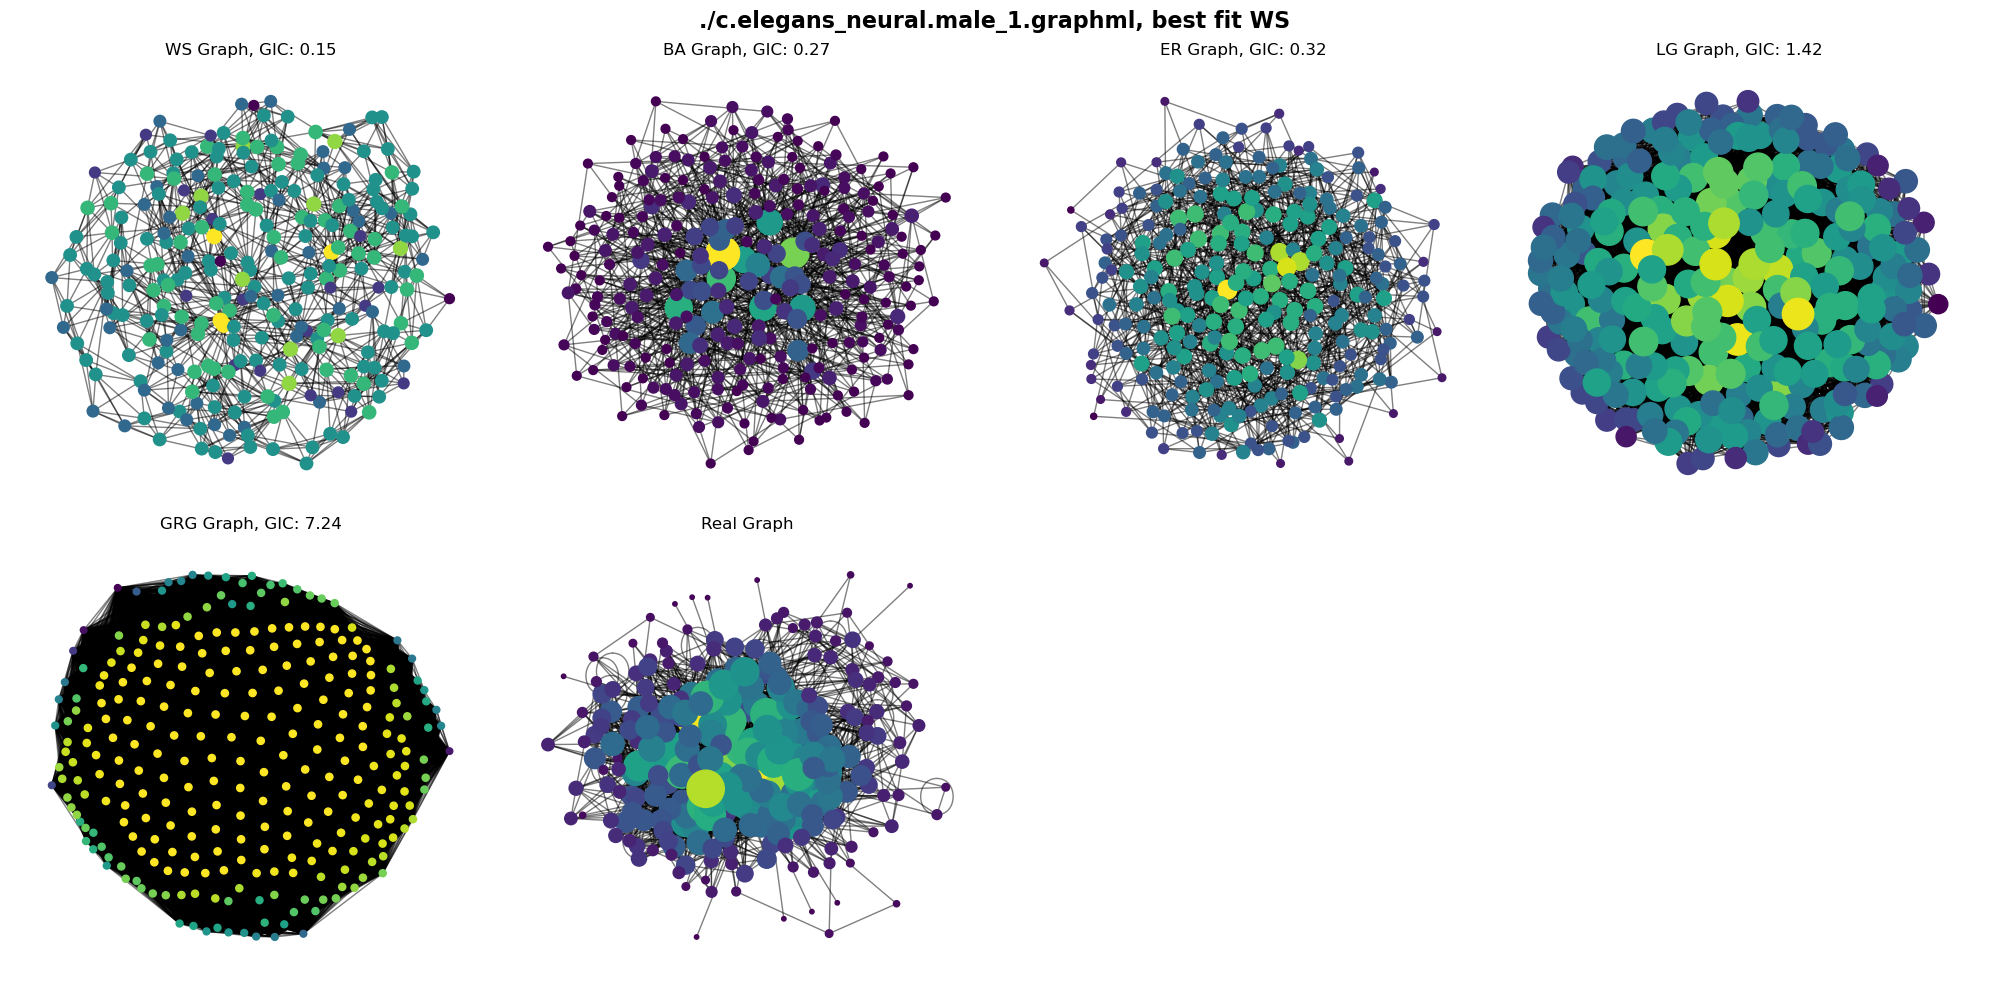 ./c.elegans_neural.male_1.graphml, best fit WS
WS Graph, GIC: 0.15
BA Graph, GIC: 0.27
ER Graph, GIC: 0.32
LG Graph, GIC: 1.42
GRG Graph, GIC: 7.24
Real Graph